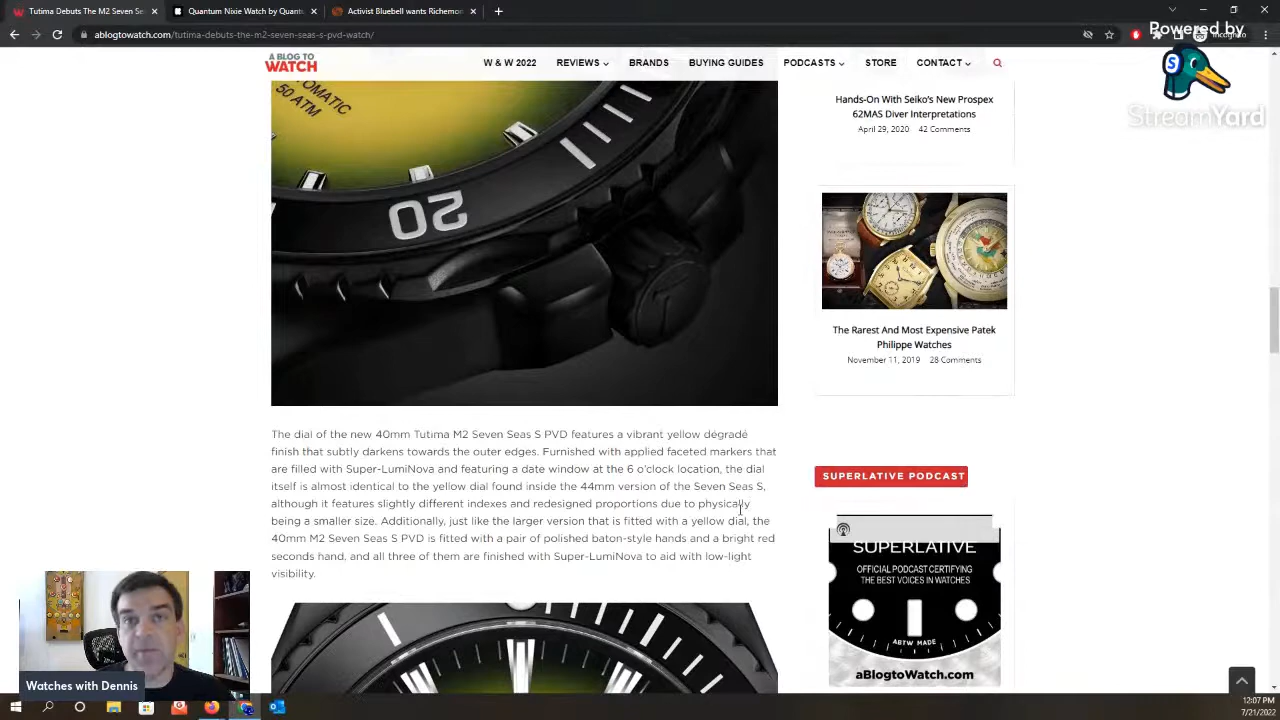 Tutima Debuts The M2 Seven Sea
Quantum Nixie Watch by Quantu
Activist Bluebell wants Richemon
ablogtowatch.com/tutima-debuts-the-m2-seven-seas-s-pvd-watch/
Powered by
S
StreamYard
A BLOG TO
WATCH
W & W 2022
REVIEWS
BRANDS
BUYING GUIDES
PODCASTS
STORE
CONTACT
50 ATM
20
Hands-On With Seiko's New Prospex
62MAS Diver Interpretations
April 29, 2020 42 Comments
The Rarest And Most Expensive Patek
Philippe Watches
November 11, 2019 28 Comments
The dial of the new 40mm Tutima M2 Seven Seas S PVD features a vibrant yellow dégradé
finish that subtly darkens towards the outer edges. Furnished with applied faceted markers that
are filled with Super-LumiNova and featuring a date window at the 6 o'clock location, the dial
itself is almost identical to the yellow dial found inside the 44mm version of the Seven Seas S,
although it features slightly different indexes and redesigned proportions due to physically
being a smaller size. Additionally, just like the larger version that is fitted with a yellow dial, the
40mm M2 Seven Seas S PVD is fitted with a pair of polished baton-style hands and a bright red
seconds hand, and all three of them are finished with Super-LumiNova to aid with low-light
visibility.
SUPERLATIVE PODCAST
SUPERLATIVE
OFFICIAL PODCAST CERTIFYING
THE BEST VOICES IN WATCHES
ABTW MADE
aBlogtoWatch.com
Watches with Dennis
12:07 PM
7/21/2022